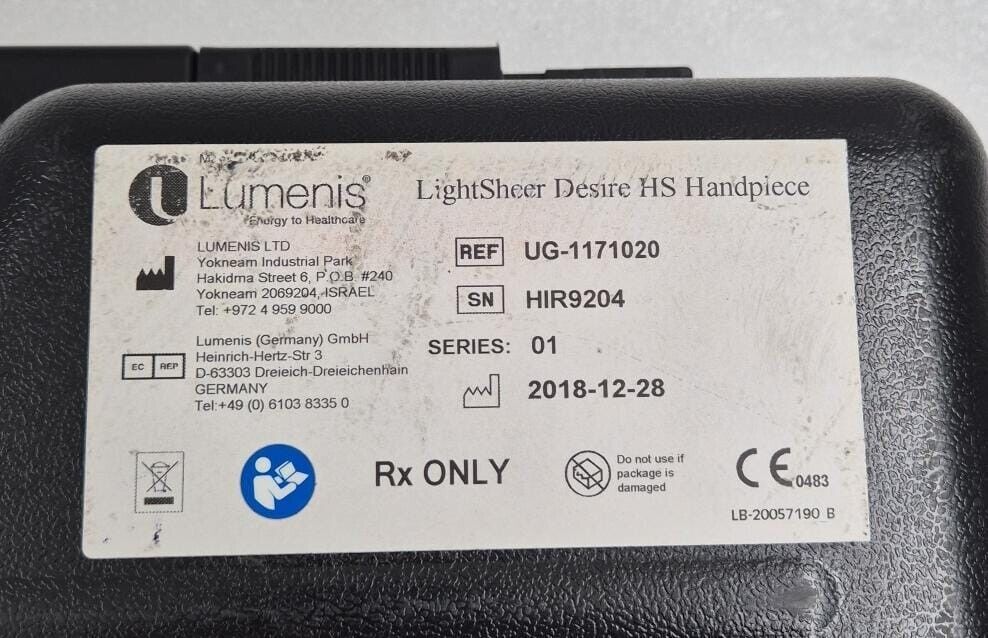 Lumenis®
Energy to Healthcare
LightSheer Desire HS Handpiece
LUMENIS LTD
Yokneam Industrial Park
Hakidma Street 6, P.O.B. #240
Yokneam 2069204, ISRAEL
Tel: +972 4 959 9000
EC REP
Lumenis (Germany) GmbH
Heinrich-Hertz-Str 3
D-63303 Dreieich-Dreieichenhain
GERMANY
Tel:+49 (0) 6103 8335 0
REF UG-1171020
SN HIR9204
SERIES: 01
2018-12-28
Rx ONLY
Do not use if
package is
damaged
CE 0483
LB-20057190 B